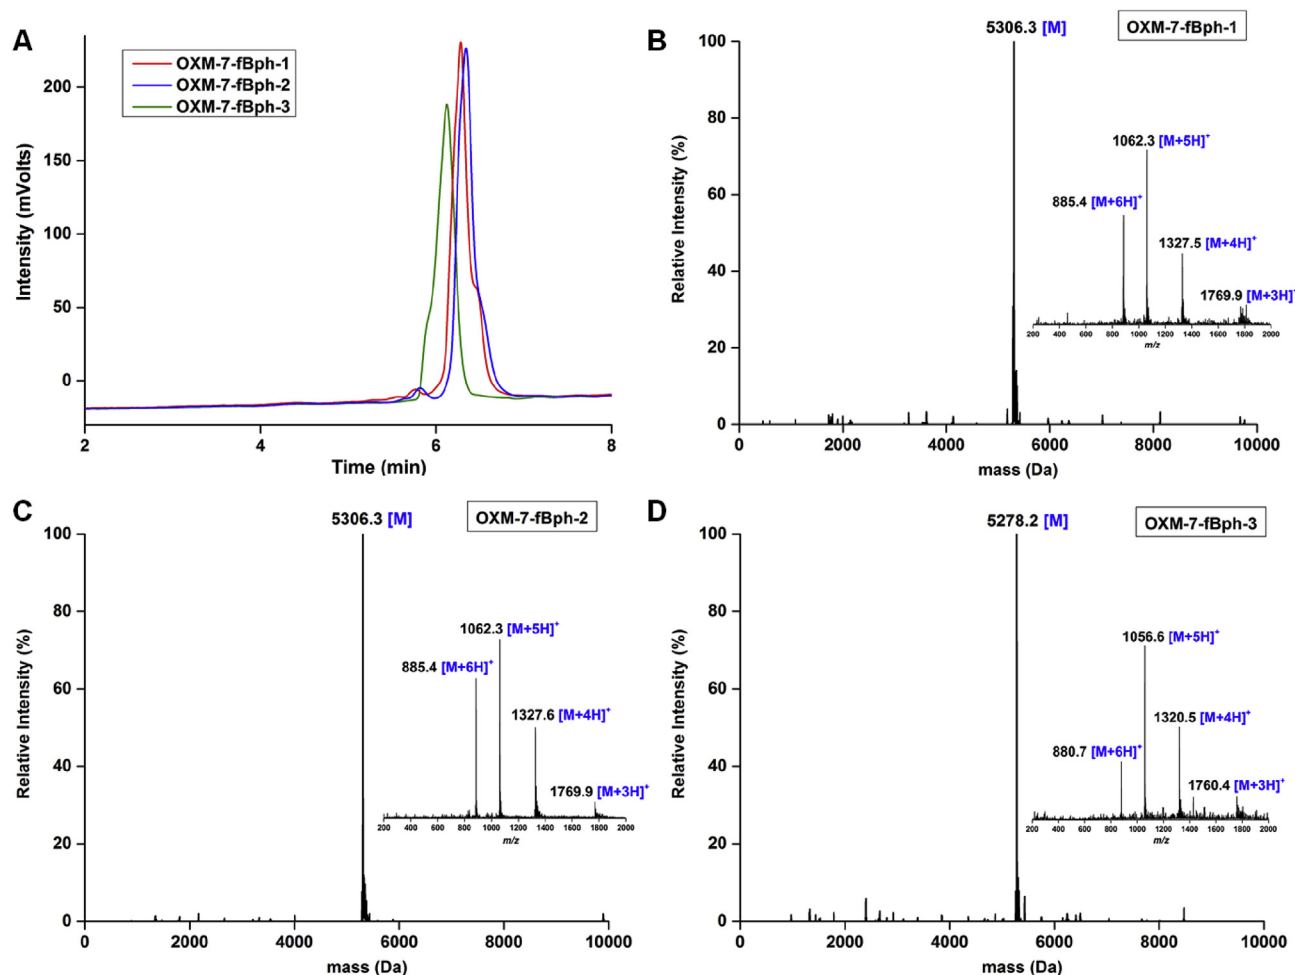 A
OXM-7-fBph-1
OXM-7-fBph-2
OXM-7-fBph-3
200
150
100
50
0
Intensity (mVolts)
2 4 6 8
Time (min)
B
5306.3 [M]
OXM-7-fBph-1
100
80
60
40
20
0
Relative Intensity (%)
1062.3 [M+5H]+
885.4 [M+6H]+
1327.5 [M+4H]+
1769.9 [M+3H]+
200 400 600 800 1000 1200 1400 1600 1800 2000
m/z
0 2000 4000 6000 8000 10000
mass (Da)
C
5306.3 [M]
OXM-7-fBph-2
100
80
60
40
20
0
Relative Intensity (%)
1062.3 [M+5H]+
885.4 [M+6H]+
1327.6 [M+4H]+
1769.9 [M+3H]+
200 400 600 800 1000 1200 1400 1600 1800 2000
m/z
0 2000 4000 6000 8000 10000
mass (Da)
D
5278.2 [M]
OXM-7-fBph-3
100
80
60
40
20
0
Relative Intensity (%)
1056.6 [M+5H]+
1320.5 [M+4H]+
880.7 [M+6H]+
1760.4 [M+3H]+
200 400 600 800 1000 1200 1400 1600 1800 2000
m/z
0 2000 4000 6000 8000 10000
mass (Da)